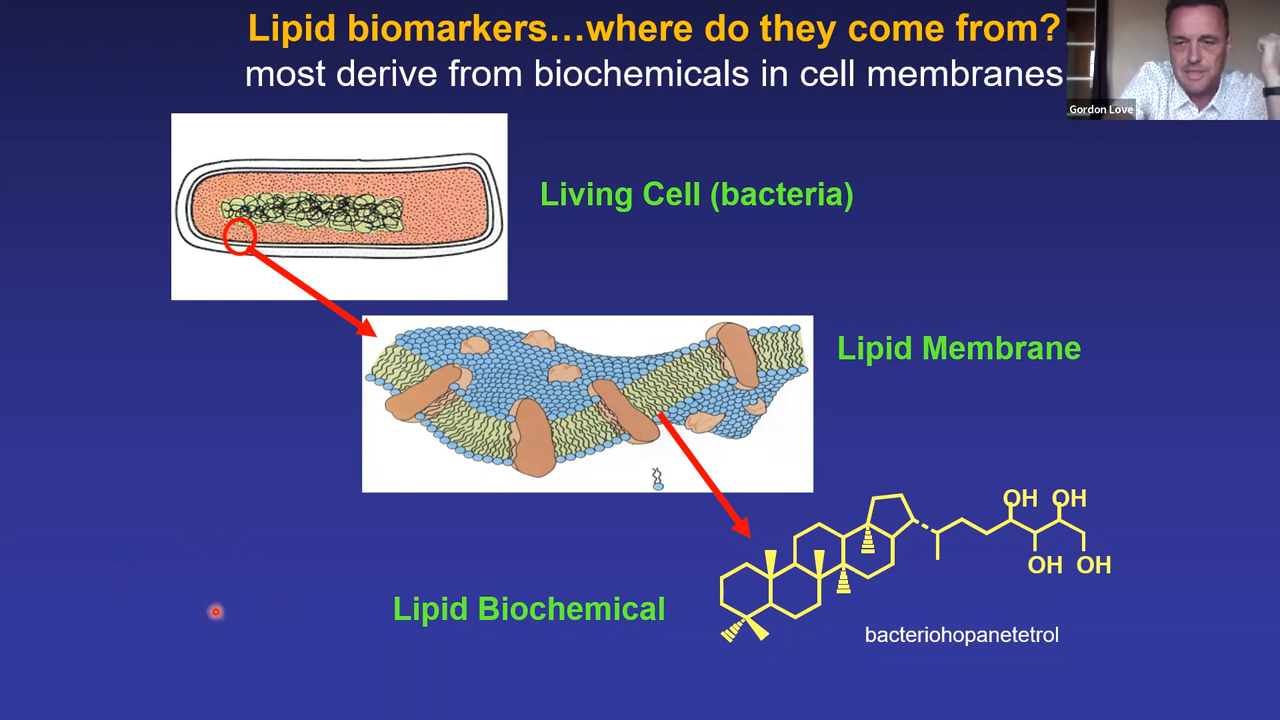 Lipid biomarkers…where do they come from?
most derive from biochemicals in cell membranes
Gordon Love
Living Cell (bacteria)
Lipid Membrane
OH OH
OH OH
Lipid Biochemical
bacteriohopanetetrol